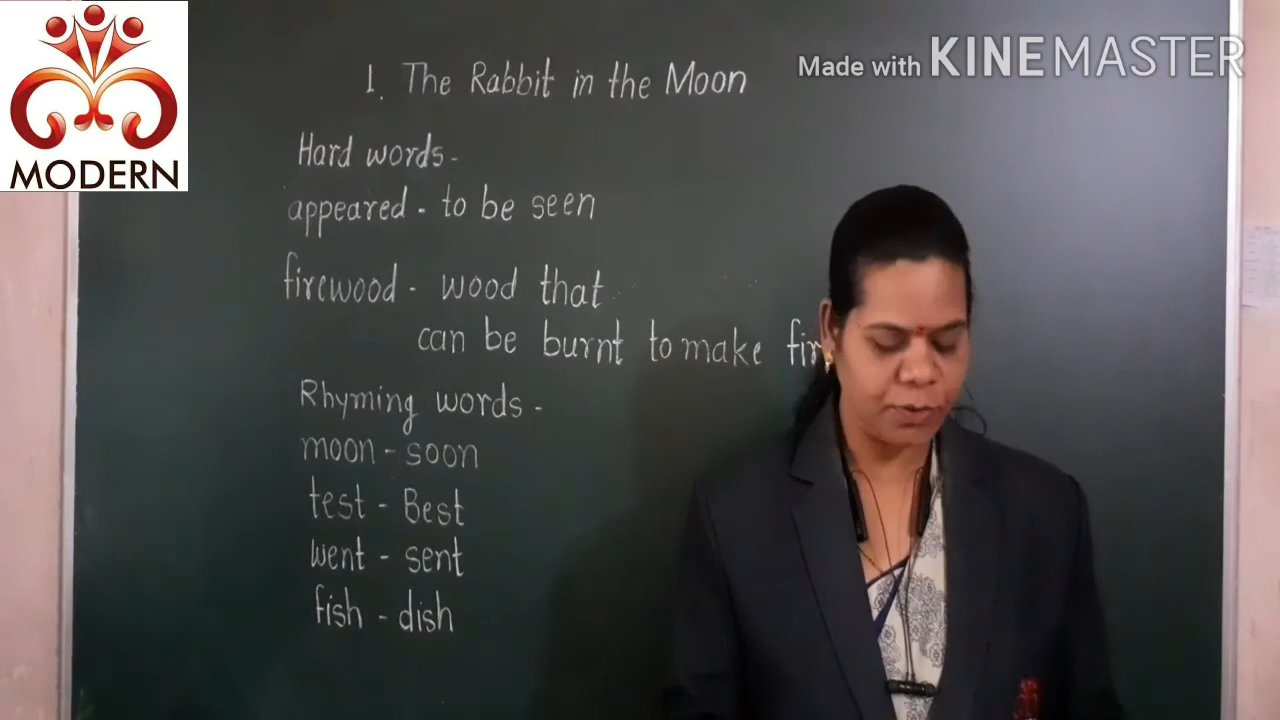 MODERN
Made with KINEMASTER
1. The Rabbit in the Moon
Hard words -
appeared - to be seen
firewood - wood that
can be burnt to make
Rhyming words -
moon - soon
test - Best
went - sent
fish - dish